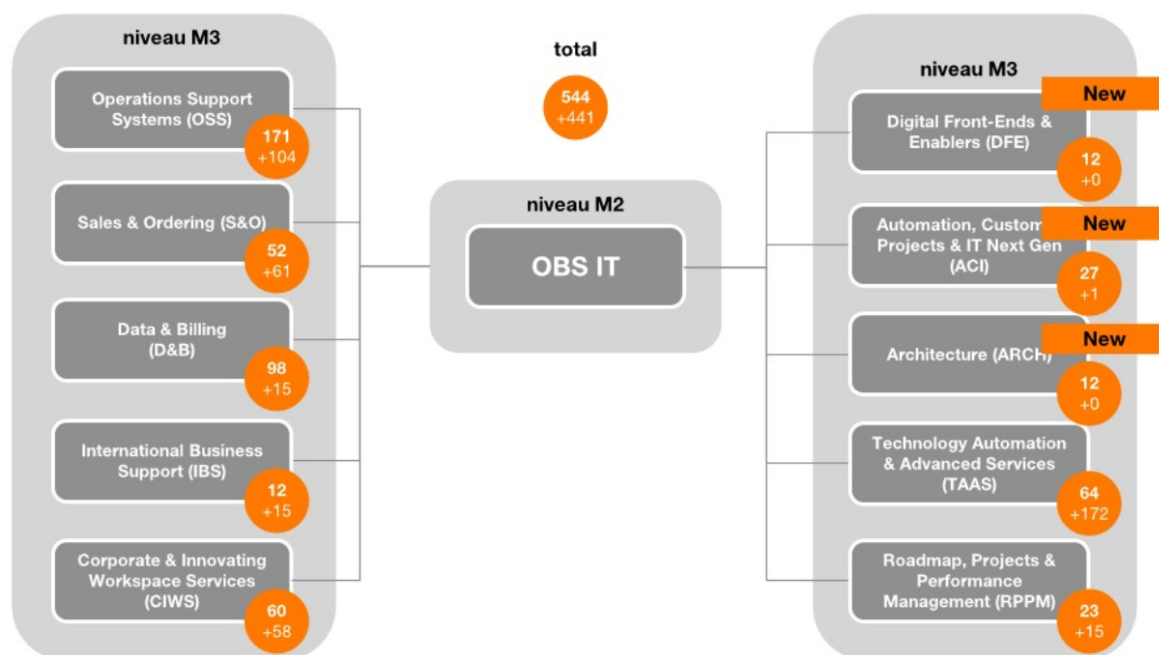 niveau M3
Operations Support
Systems (OSS)
171
+104
Sales & Ordering (S&O)
52
+61
Data & Billing
(D&B)
98
+15
International Business
Support (IBS)
12
+15
Corporate & Innovating
Workspace Services
(CIWS)
60
+58
total
544
+441
niveau M2
OBS IT
niveau M3
New
Digital Front-Ends &
Enablers (DFE)
12
+0
New
Automation, Custom
Projects & IT Next Gen
(ACI)
27
+1
New
Architecture (ARCH)
12
+0
Technology Automation
& Advanced Services
(TAAS)
64
+172
Roadmap, Projects &
Performance
Management (RPPM)
23
+15